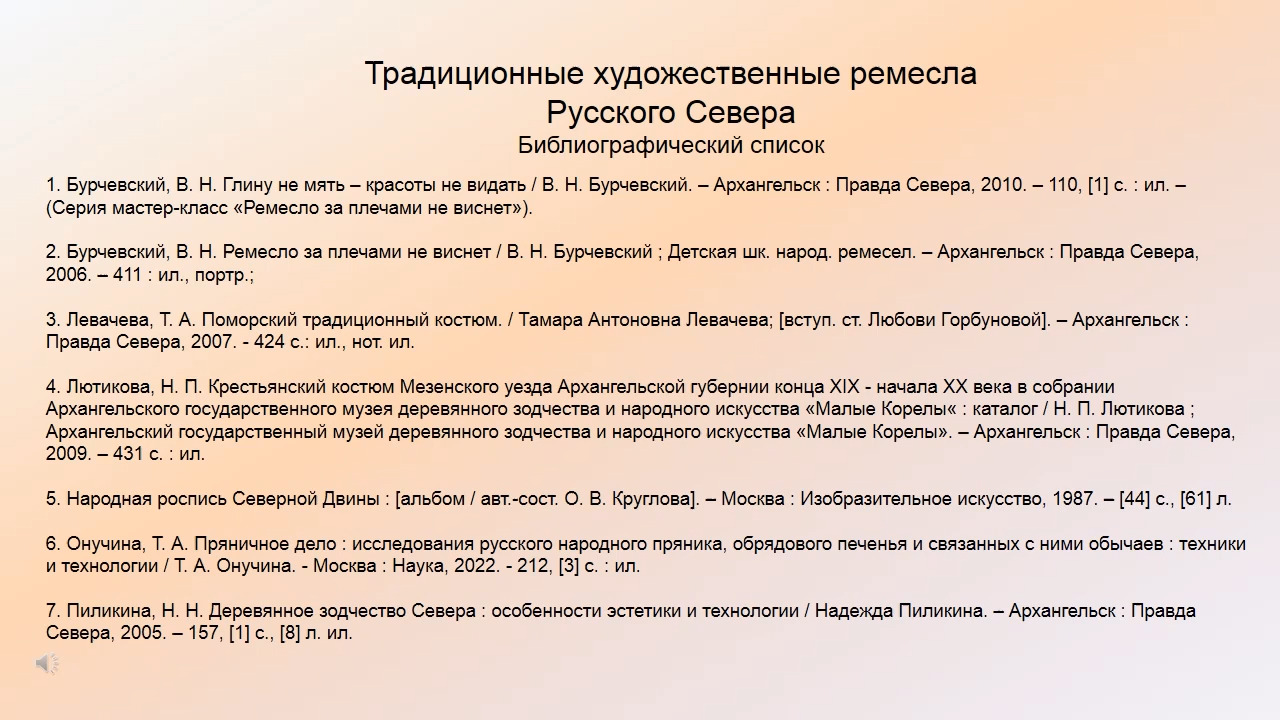 Традиционные художественные ремесла
Русского Севера
Библиографический список
1. Бурчевский, В. Н. Глину не мять – красоты не видать / В. Н. Бурчевский. – Архангельск : Правда Севера, 2010. – 110, [1] с. : ил. –
(Серия мастер-класс «Ремесло за плечами не виснет»).
2. Бурчевский, В. Н. Ремесло за плечами не виснет / В. Н. Бурчевский ; Детская шк. народ. ремесел. – Архангельск : Правда Севера,
2006. – 411 : ил., портр.;
3. Левачева, Т. А. Поморский традиционный костюм. / Тамара Антоновна Левачева; [вступ. ст. Любови Горбуновой]. – Архангельск :
Правда Севера, 2007. - 424 с.: ил., нот. ил.
4. Лютикова, Н. П. Крестьянский костюм Мезенского уезда Архангельской губернии конца XIX - начала XX века в собрании
Архангельского государственного музея деревянного зодчества и народного искусства «Малые Корелы« : каталог / Н. П. Лютикова ;
Архангельский государственный музей деревянного зодчества и народного искусства «Малые Корелы». – Архангельск : Правда Севера,
2009. – 431 с. : ил.
5. Народная роспись Северной Двины : [альбом / авт.-сост. О. В. Круглова]. – Москва : Изобразительное искусство, 1987. – [44] с., [61] л.
6. Онучина, Т. А. Пряничное дело : исследования русского народного пряника, обрядового печенья и связанных с ними обычаев : техники
и технологии / Т. А. Онучина. - Москва : Наука, 2022. - 212, [3] с. : ил.
7. Пиликина, Н. Н. Деревянное зодчество Севера : особенности эстетики и технологии / Надежда Пиликина. – Архангельск : Правда
Севера, 2005. – 157, [1] с., [8] л. ил.